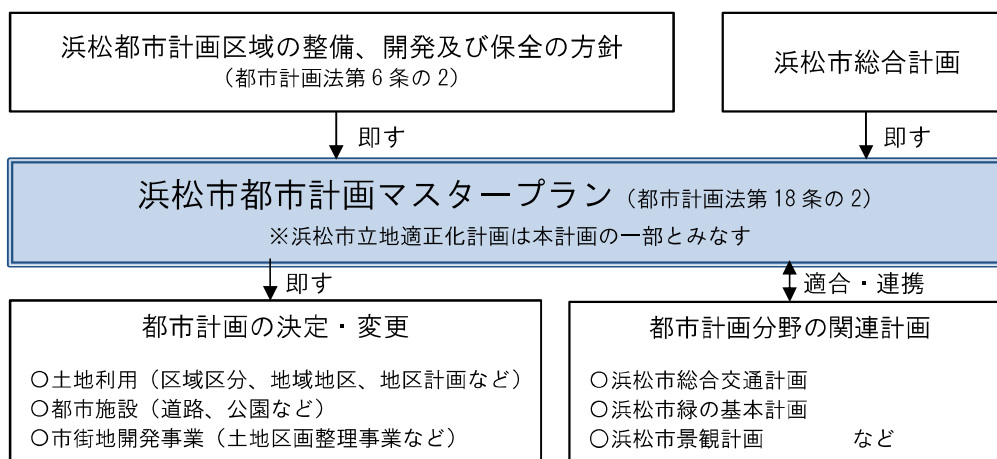 浜松都市計画区域の整備、開発及び保全の方針
(都市計画法第6条の2)
浜松市総合計画
即す
即す
浜松市都市計画マスタープラン（都市計画法第18条の2）
※浜松市立地適正化計画は本計画の一部とみなす
即す
適合・連携
都市計画の決定・変更
○土地利用（区域区分、地域地区、地区計画など）
○都市施設（道路、公園など）
○市街地開発事業（土地区画整理事業など）
都市計画分野の関連計画
○浜松市総合交通計画
○浜松市緑の基本計画
○浜松市景観計画　など